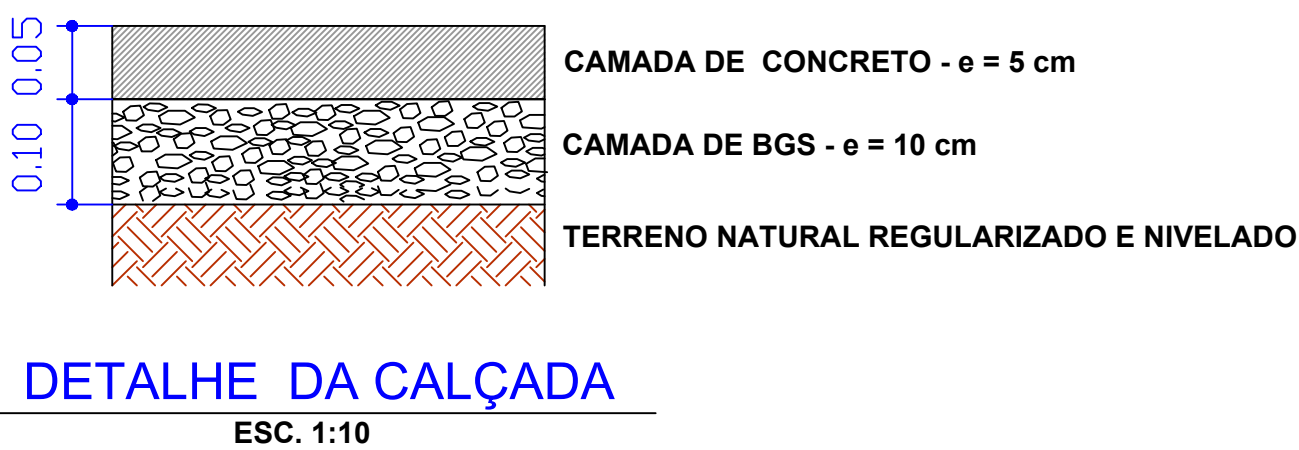 0.05
CAMADA DE CONCRETO - e = 5 cm
0.10
CAMADA DE BGS - e = 10 cm
TERRENO NATURAL REGULARIZADO E NIVELADO
DETALHE DA CALÇADA
ESC. 1:10